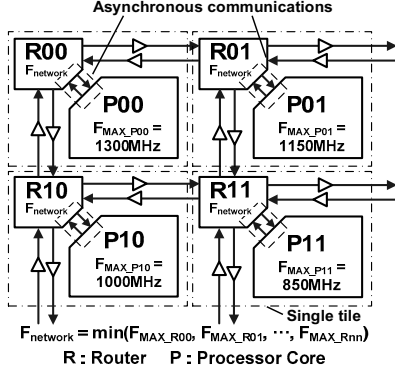 Asynchronous communications
R00
Fnetwork
R01
Fnetwork
P00
FMAX_P00 =
1300MHz
P01
FMAX_P01 =
1150MHz
R10
Fnetwork
R11
Fnetwork
P10
FMAX_P10 =
1000MHz
P11
FMAX_P11 =
850MHz
Single tile
Fnetwork = min(FMAX_R00, FMAX_R01, ···, FMAX_Rnn)
R : Router P : Processor Core